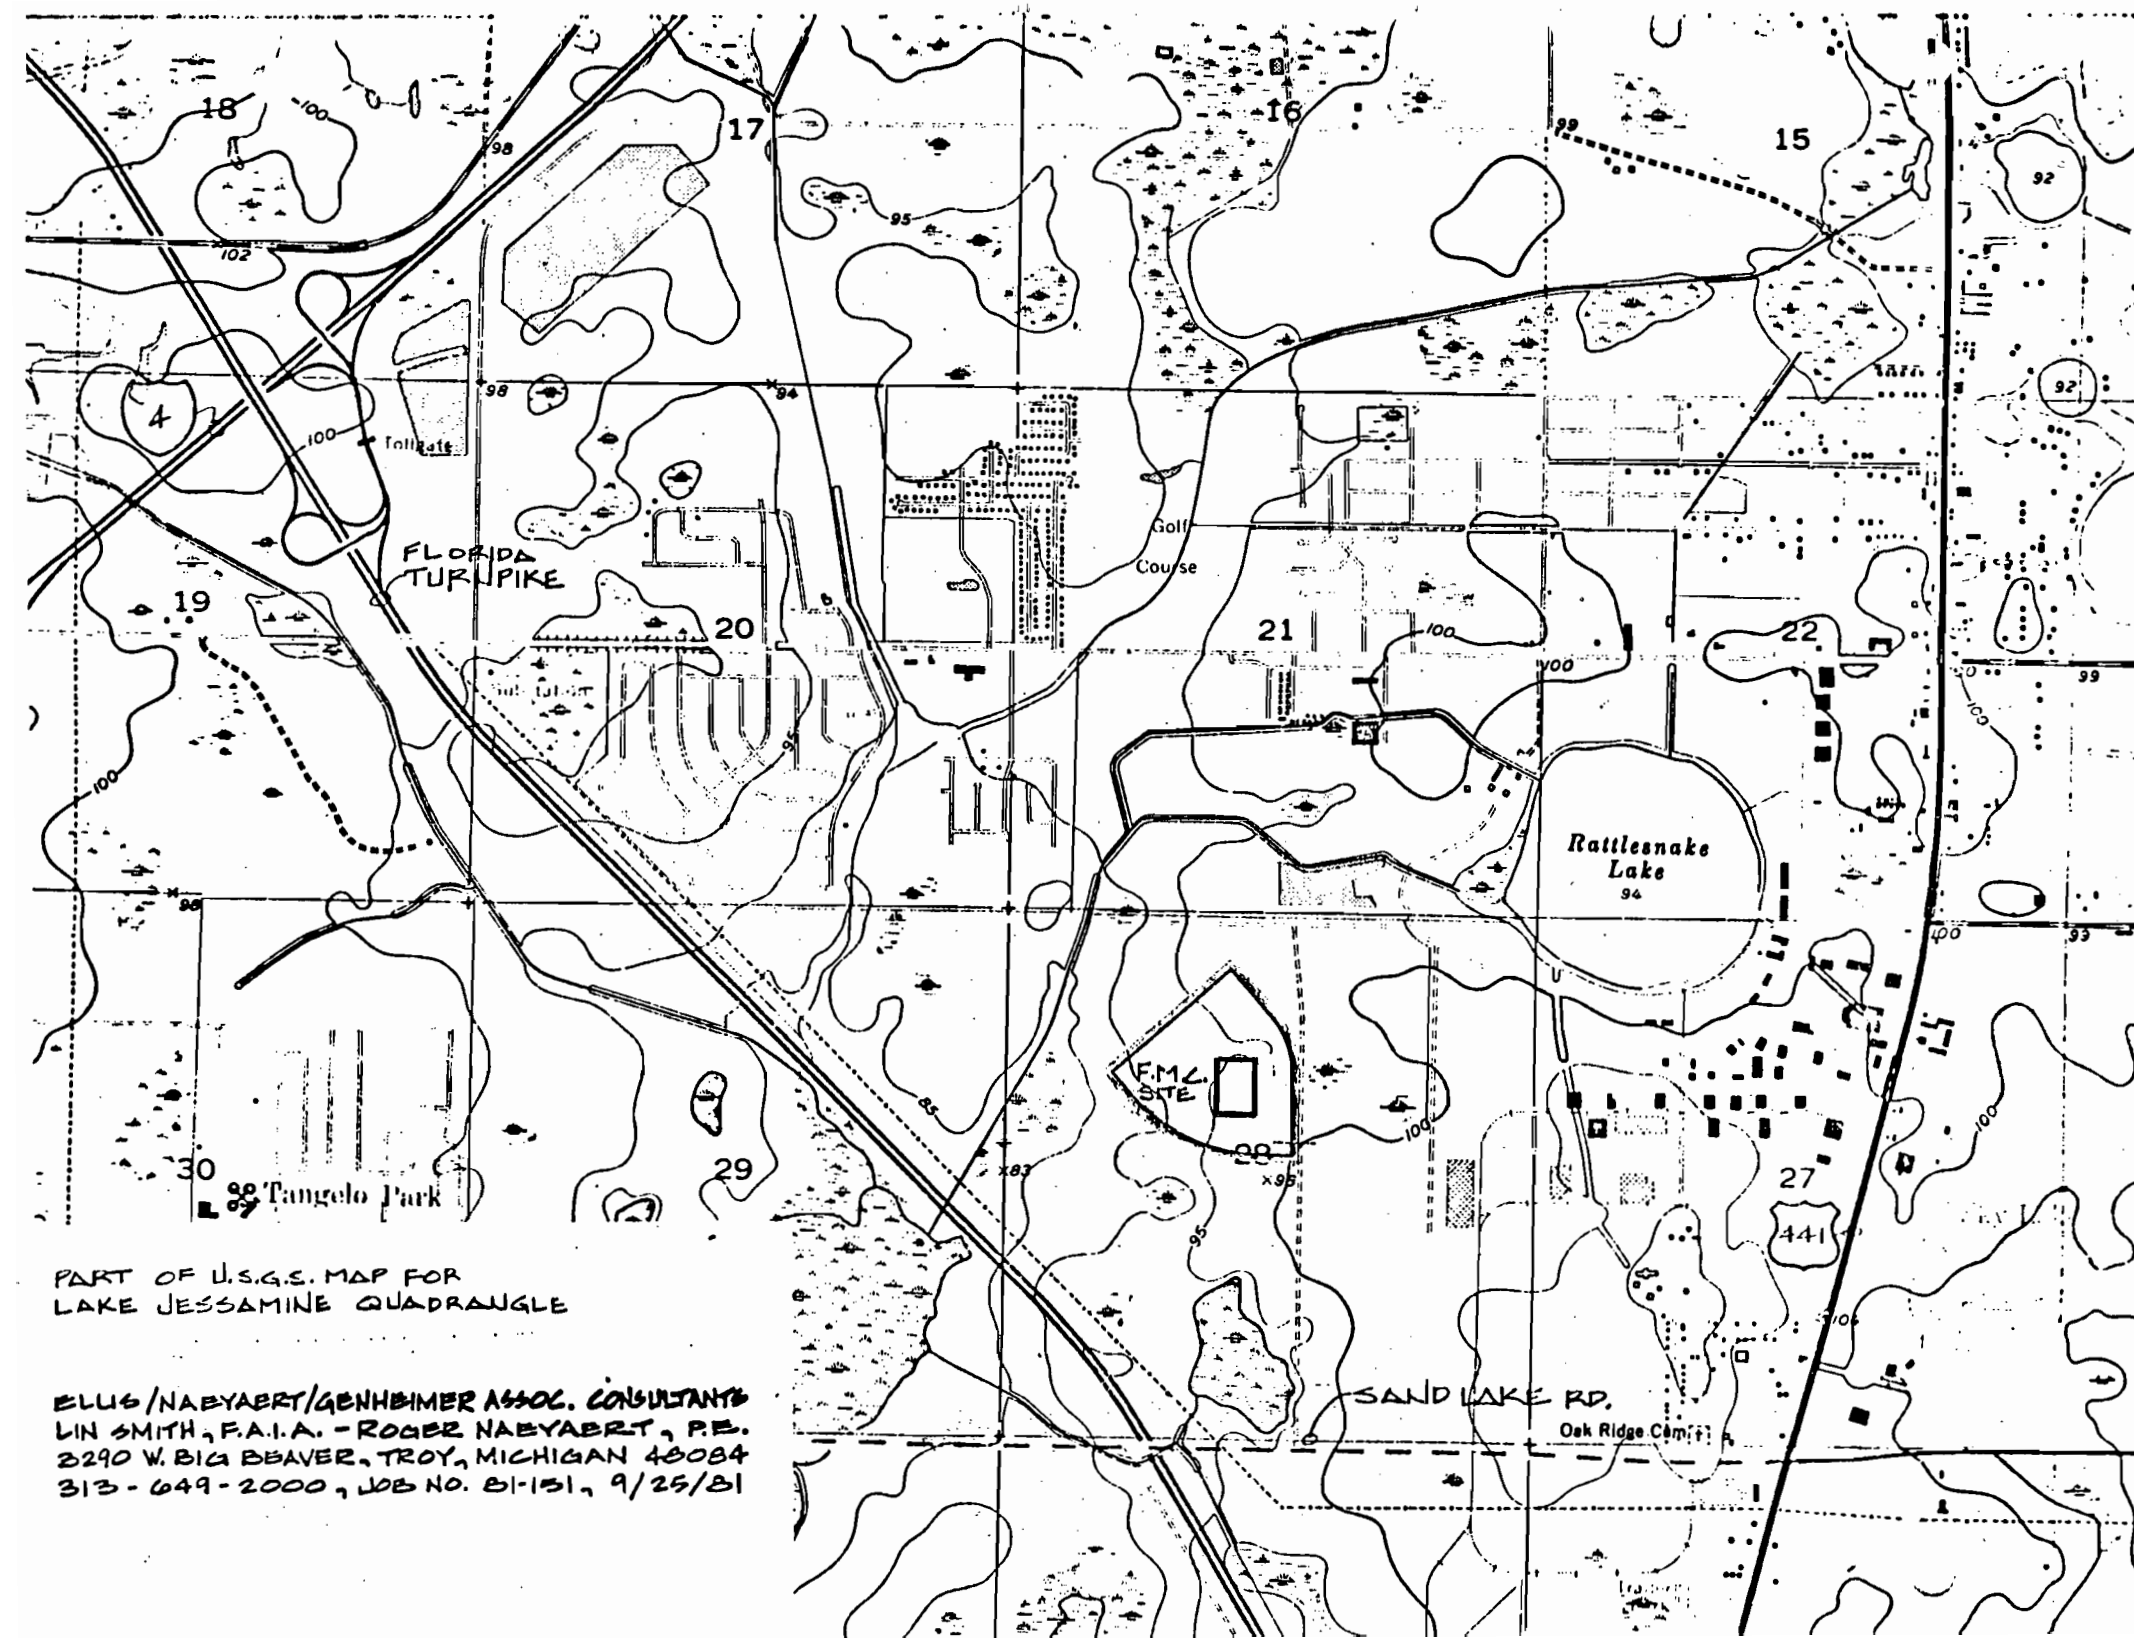 18
100
17
16
99
15
92
98
95
102
98
94
92
4
100
Tollgate
Golf
Course
FLORIDA
TURNPIKE
19
20
21
100
22
100
99
100
95
100
Rattlesnake
Lake
94
98
100
93
85
F.M.C.
SITE
100
100
28
30
29
x83
x95
27
Tangelo Park
95
441
PART OF U.S.G.S. MAP FOR
LAKE JESSAMINE QUADRANGLE
SAND LAKE RD.
Oak Ridge Cem
ELLIS/NAEYAERT/GENHEIMER ASSOC. CONSULTANTS
LIN SMITH, F.A.I.A. - ROGER NAEYAERT, P.E.
3290 W. BIG BEAVER, TROY, MICHIGAN 48084
313-649-2000, JOB NO. 81-151, 9/25/81